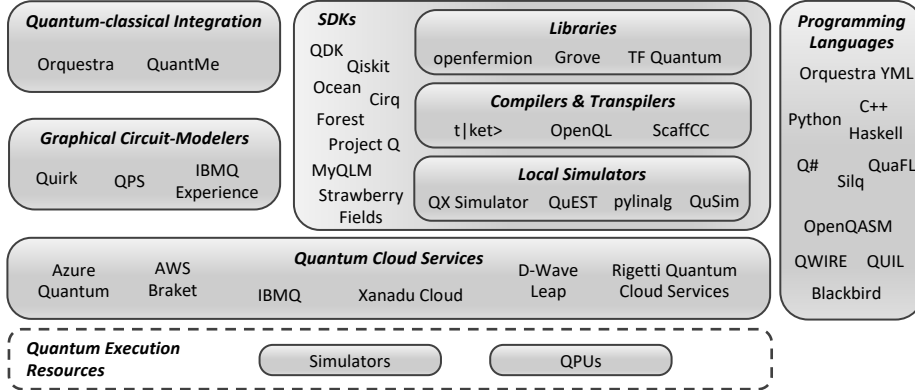 Quantum-classical Integration
Orquestra QuantMe
Graphical Circuit-Modelers
Quirk QPS IBMQ
Experience
SDKs
QDK
Qiskit
Ocean
Cirq
Forest
Project Q
MyQLM
Strawberry
Fields
Libraries
openfermion Grove TF Quantum
Compilers & Transpilers
t|ket> OpenQL ScaffCC
Local Simulators
QX Simulator QuEST pylinalg QuSim
Programming
Languages
Orquestra YML
C++
Python
Haskell
Q# QuaFL
Silq
OpenQASM
QWIRE QUIL
Blackbird
Quantum Cloud Services
Azure
Quantum
AWS
Braket
IBMQ
Xanadu Cloud
D-Wave
Leap
Rigetti Quantum
Cloud Services
Quantum Execution
Resources
Simulators
QPUs